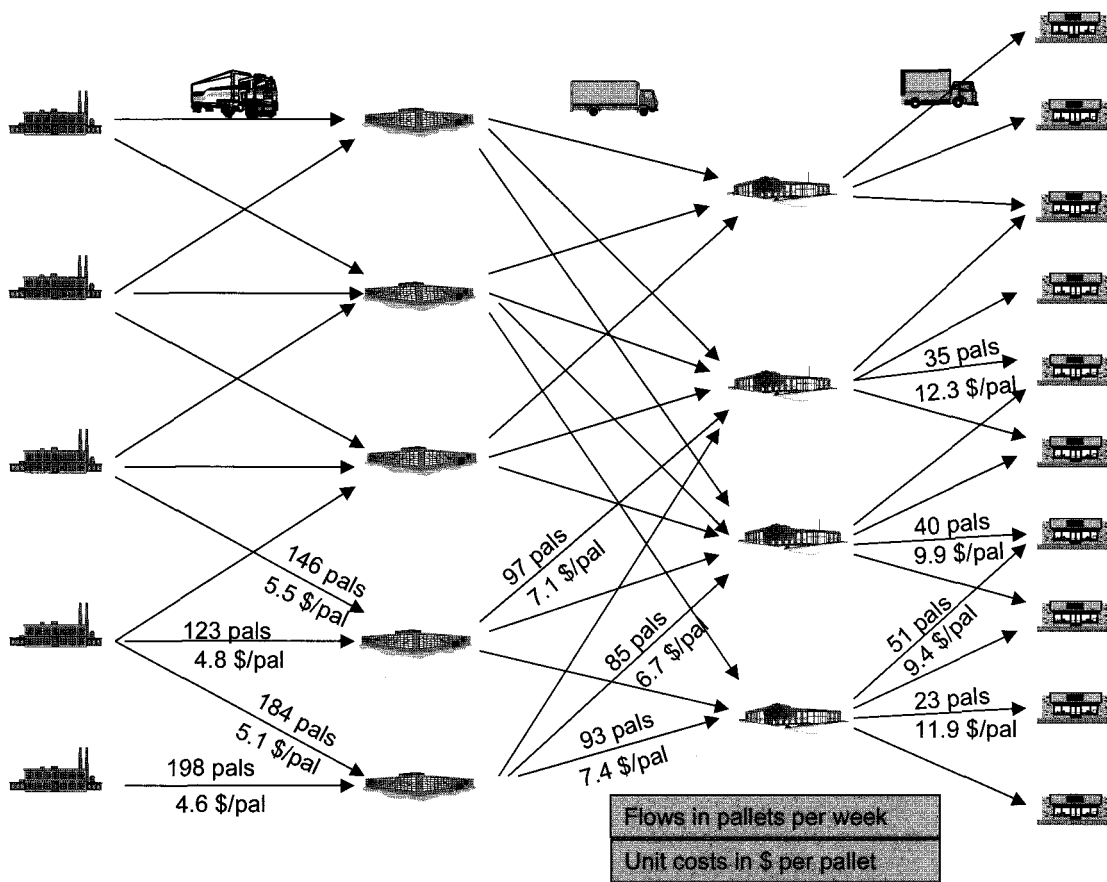 35 pals
12.3 $/pal
40 pals
9.9 $/pal
97 pals
7.1 $/pal
146 pals
5.5 $/pal
123 pals
4.8 $/pal
85 pals
6.7 $/pal
51 pals
9.4 $/pal
184 pals
5.1 $/pal
23 pals
11.9 $/pal
93 pals
7.4 $/pal
198 pals
4.6 $/pal
Flows in pallets per week
Unit costs in $ per pallet